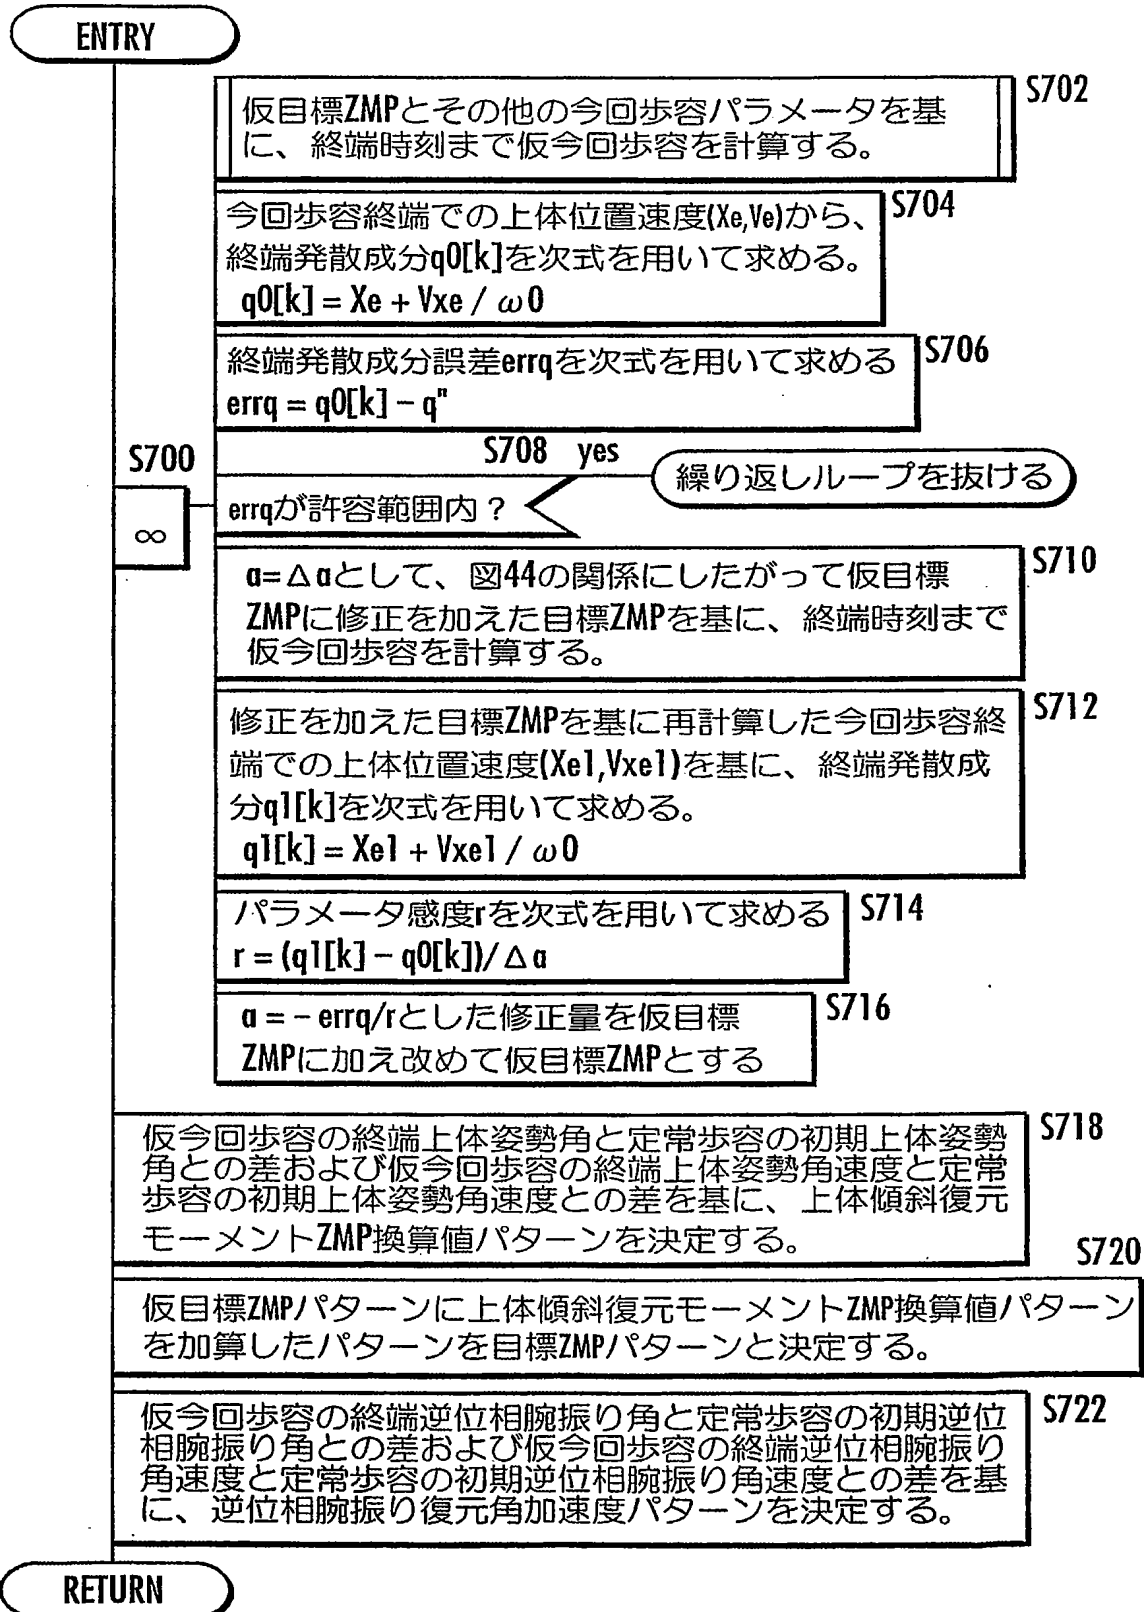 ENTRY
S702
仮目標ZMPとその他の今回歩容パラメータを基
に、終端時刻まで仮今回歩容を計算する。
S704
今回歩容終端での上体位置速度(Xe,Ve)から、
終端発散成分q0[k]を次式を用いて求める。
q0[k] = Xe + Vxe / ω0
S706
終端発散成分誤差errqを次式を用いて求める
errq = q0[k] − q"
S700
∞
S708 yes
繰り返しループを抜ける
errqが許容範囲内？
S710
a=Δaとして、図44の関係にしたがって仮目標
ZMPに修正を加えた目標ZMPを基に、終端時刻まで
仮今回歩容を計算する。
S712
修正を加えた目標ZMPを基に再計算した今回歩容終
端での上体位置速度(Xe1,Vxe1)を基に、終端発散成
分q1[k]を次式を用いて求める。
q1[k] = Xe1 + Vxe1 / ω0
S714
パラメータ感度rを次式を用いて求める
r = (q1[k] − q0[k])/Δa
S716
a = − errq/rとした修正量を仮目標
ZMPに加え改めて仮目標ZMPとする
S718
仮今回歩容の終端上体姿勢角と定常歩容の初期上体姿勢
角との差および仮今回歩容の終端上体姿勢角速度と定常
歩容の初期上体姿勢角速度との差を基に、上体傾斜復元
モーメントZMP換算値パターンを決定する。
S720
仮目標ZMPパターンに上体傾斜復元モーメントZMP換算値パターン
を加算したパターンを目標ZMPパターンと決定する。
S722
仮今回歩容の終端逆位相腕振り角と定常歩容の初期逆位
相腕振り角との差および仮今回歩容の終端逆位相腕振り
角速度と定常歩容の初期逆位相腕振り角速度との差を基
に、逆位相腕振り復元角加速度パターンを決定する。
RETURN